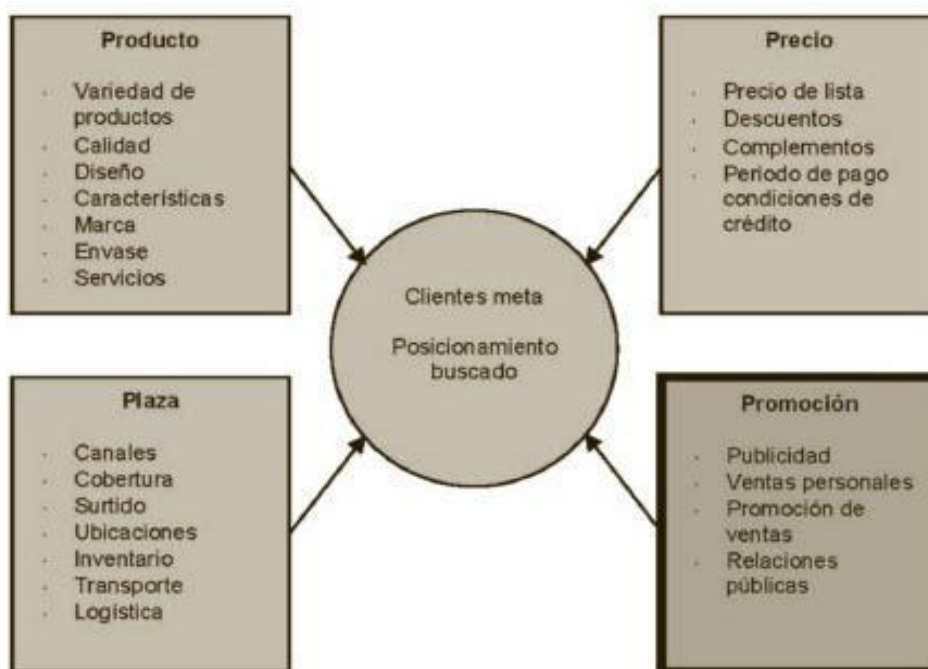 Producto
· Variedad de
productos
· Calidad
· Diseño
· Características
· Marca
· Envase
· Servicios
Precio
· Precio de lista
· Descuentos
· Complementos
· Periodo de pago
condiciones de
crédito
Clientes meta
Posicionamiento
buscado
Plaza
· Canales
· Cobertura
· Surtido
· Ubicaciones
· Inventario
· Transporte
· Logística
Promoción
· Publicidad
· Ventas personales
· Promoción de
ventas
· Relaciones
públicas